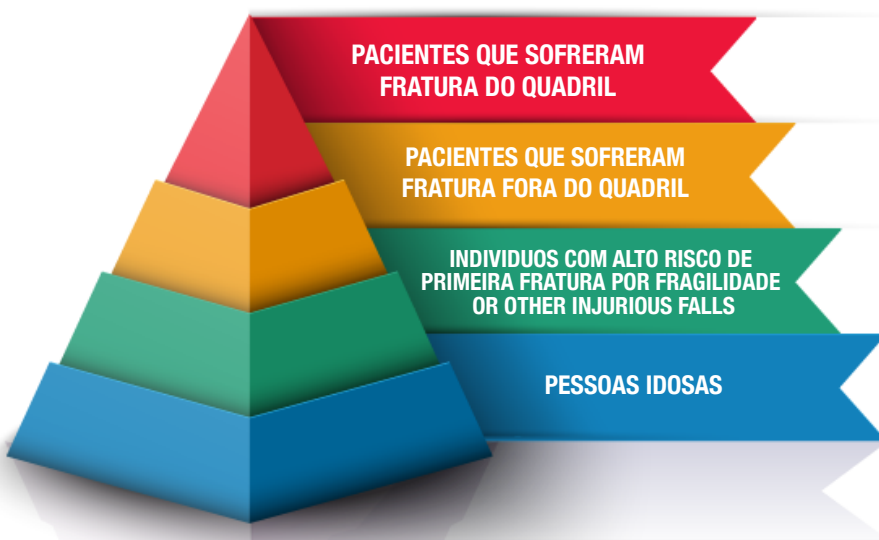 PACIENTES QUE SOFRERAM
FRATURA DO QUADRIL
PACIENTES QUE SOFRERAM
FRATURA FORA DO QUADRIL
INDIVIDUOS COM ALTO RISCO DE
PRIMEIRA FRATURA POR FRAGILIDADE
OR OTHER INJURIOUS FALLS
PESSOAS IDOSAS